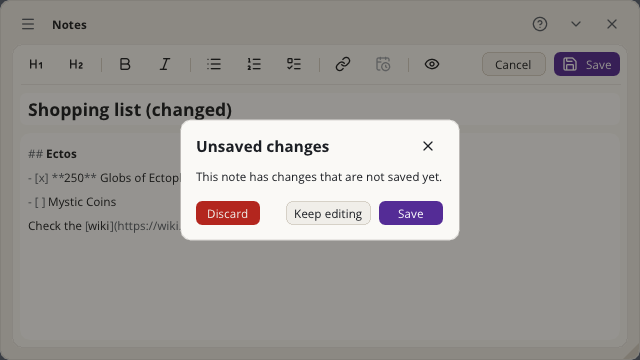 Notes
H1 H2 B I Cancel Save
Shopping list (changed)
## Ectos
- [x] **250** Globs of Ectopl
- [ ] Mystic Coins
Check the [wiki](https://wiki.
Unsaved changes
This note has changes that are not saved yet.
Discard Keep editing Save